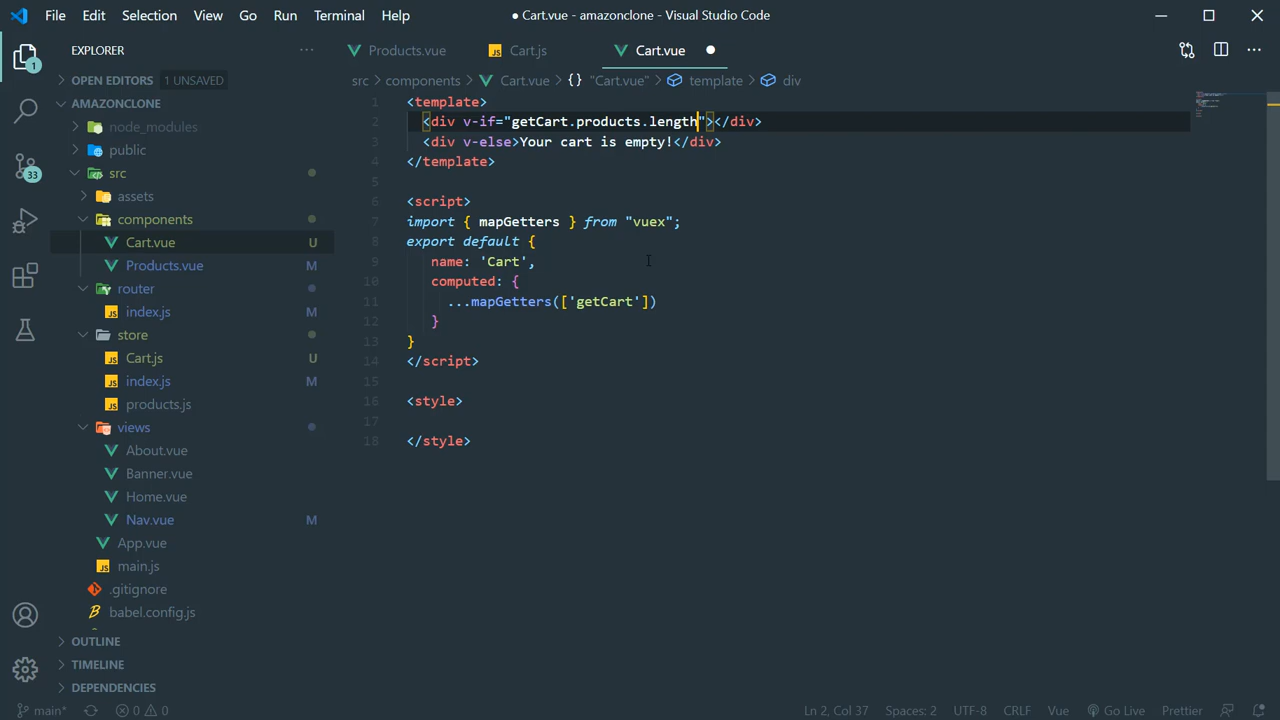 File Edit Selection View Go Run Terminal Help
● Cart.vue - amazonclone - Visual Studio Code
EXPLORER
Products.vue
Cart.js
Cart.vue
OPEN EDITORS 1 UNSAVED
src > components > Cart.vue > {} "Cart.vue" > template > div
AMAZONCLONE
node_modules
public
src
assets
components
Cart.vue U
Products.vue M
router
index.js M
store
Cart.js U
index.js M
products.js
views
About.vue
Banner.vue
Home.vue
Nav.vue M
App.vue
main.js
.gitignore
babel.config.js
OUTLINE
TIMELINE
DEPENDENCIES
1
33
1 <template>
2 <div v-if="getCart.products.length"></div>
3 <div v-else>Your cart is empty!</div>
4 </template>
5
6 <script>
7 import { mapGetters } from "vuex";
8 export default {
9 name: 'Cart',
10 computed: {
11 ...mapGetters(['getCart'])
12 }
13 }
14 </script>
15
16 <style>
17
18 </style>
main* 0 0
Ln 2, Col 37 Spaces: 2 UTF-8 CRLF Vue Go Live Prettier